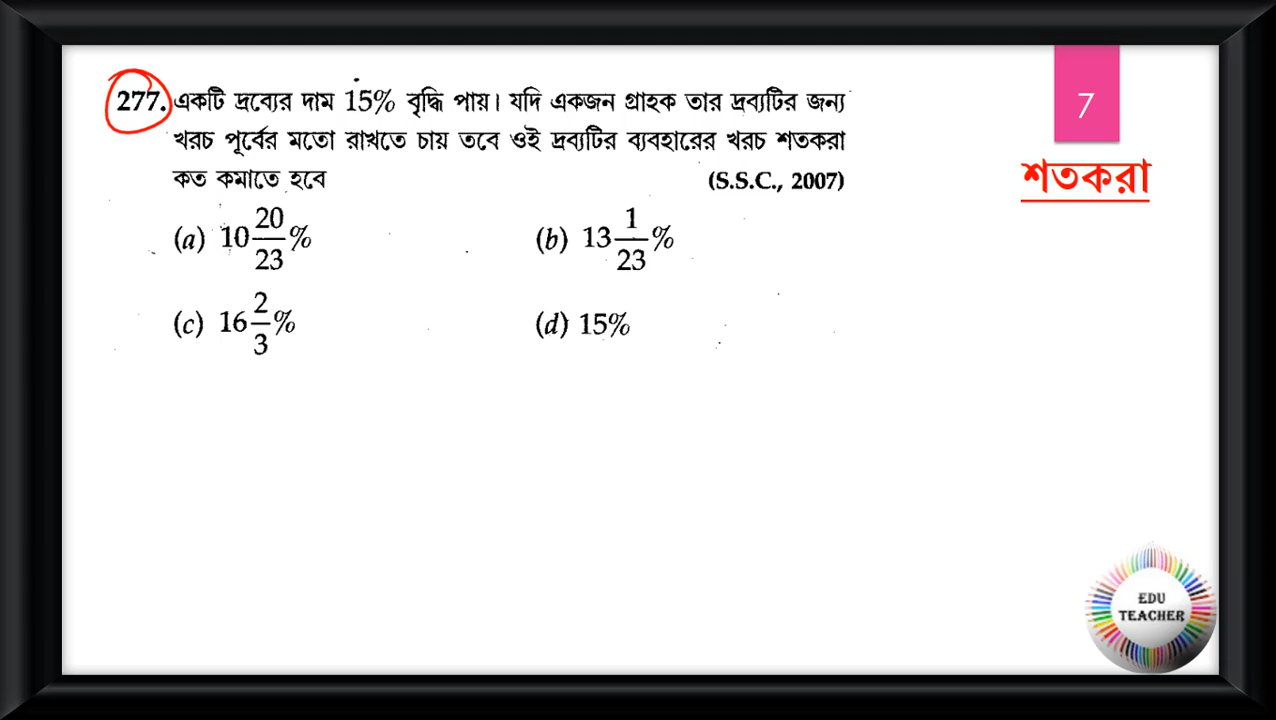 277. একটি দ্রব্যের দাম 15% বৃদ্ধি পায়। যদি একজন গ্রাহক তার দ্রব্যটির জন্য
খরচ পূর্বের মতো রাখতে চায় তবে ওই দ্রব্যটির ব্যবহারের খরচ শতকরা
কত কমাতে হবে (S.S.C., 2007)
(a) 10 20/23 % (b) 13 1/23 %
(c) 16 2/3 % (d) 15%
7
শতকরা
EDU
TEACHER